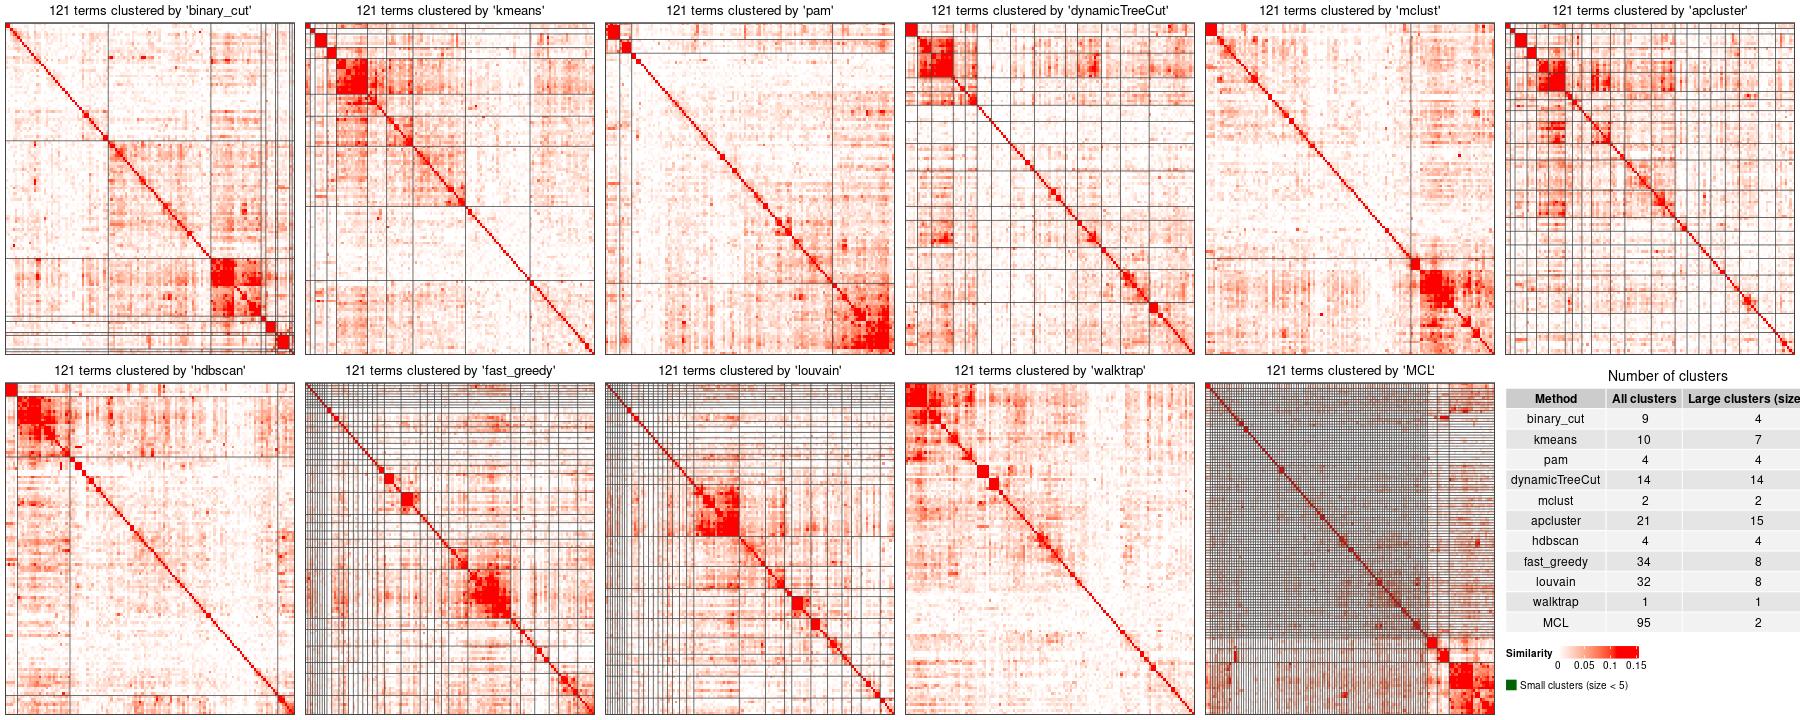 121 terms clustered by 'binary_cut'
121 terms clustered by 'kmeans'
121 terms clustered by 'pam'
121 terms clustered by 'dynamicTreeCut'
121 terms clustered by 'mclust'
121 terms clustered by 'apcluster'
121 terms clustered by 'hdbscan'
121 terms clustered by 'fast_greedy'
121 terms clustered by 'louvain'
121 terms clustered by 'walktrap'
121 terms clustered by 'MCL'
Number of clusters
Method All clusters Large clusters (size
binary_cut 9 4
kmeans 10 7
pam 4 4
dynamicTreeCut 14 14
mclust 2 2
apcluster 21 15
hdbscan 4 4
fast_greedy 34 8
louvain 32 8
walktrap 1 1
MCL 95 2
Similarity
0 0.05 0.1 0.15
Small clusters (size < 5)